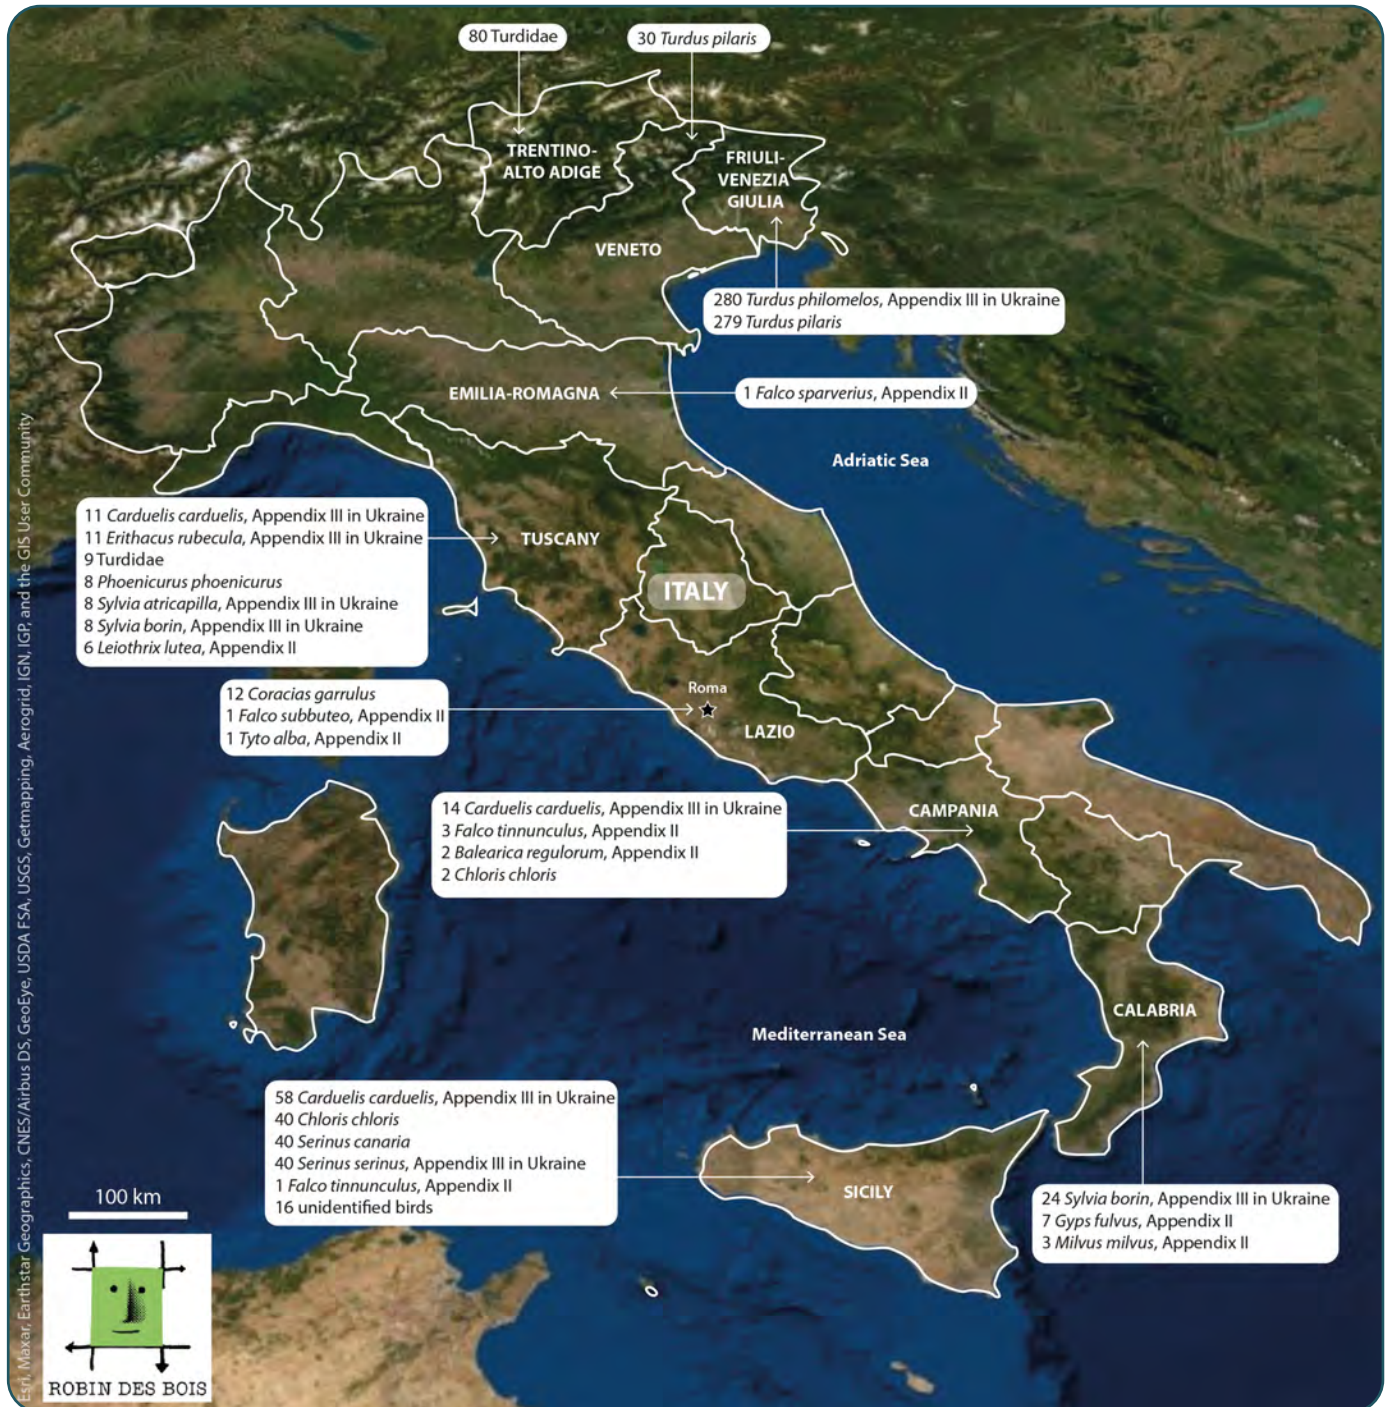 80 Turdidae
30 Turdus pilaris
TRENTINO-
ALTO ADIGE
FRIULI-
VENEZIA
GIULIA
VENETO
280 Turdus philomelos, Appendix III in Ukraine
279 Turdus pilaris
EMILIA-ROMAGNA
1 Falco sparverius, Appendix II
Adriatic Sea
11 Carduelis carduelis, Appendix III in Ukraine
11 Erithacus rubecula, Appendix III in Ukraine
9 Turdidae
8 Phoenicurus phoenicurus
8 Sylvia atricapilla, Appendix III in Ukraine
8 Sylvia borin, Appendix III in Ukraine
6 Leiothrix lutea, Appendix II
TUSCANY
ITALY
12 Coracias garrulus
1 Falco subbuteo, Appendix II
1 Tyto alba, Appendix II
Roma
LAZIO
14 Carduelis carduelis, Appendix III in Ukraine
3 Falco tinnunculus, Appendix II
2 Balearica regulorum, Appendix II
2 Chloris chloris
CAMPANIA
CALABRIA
Mediterranean Sea
58 Carduelis carduelis, Appendix III in Ukraine
40 Chloris chloris
40 Serinus canaria
40 Serinus serinus, Appendix III in Ukraine
1 Falco tinnunculus, Appendix II
16 unidentified birds
SICILY
24 Sylvia borin, Appendix III in Ukraine
7 Gyps fulvus, Appendix II
3 Milvus milvus, Appendix II
100 km
ROBIN DES BOIS
Esri, Maxar, Earthstar Geographics, CNES/Airbus DS, GeoEye, USDA FSA, USGS, Getmapping, Aerogrid, IGN, IGP, and the GIS User Community